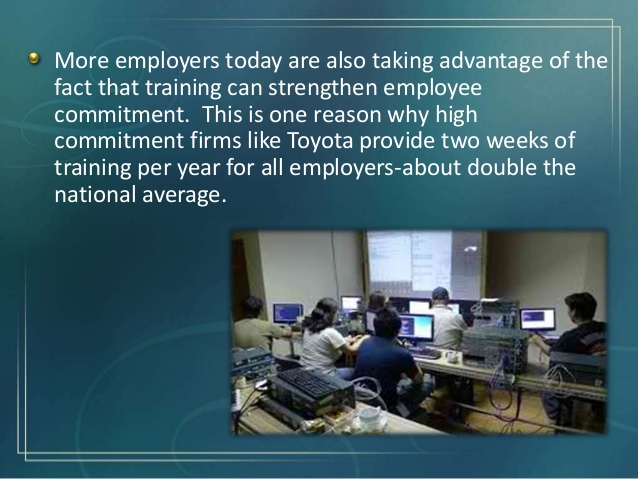 More employers today are also taking advantage of the
fact that training can strengthen employee
commitment.  This is one reason why high
commitment firms like Toyota provide two weeks of
training per year for all employers-about double the
national average.